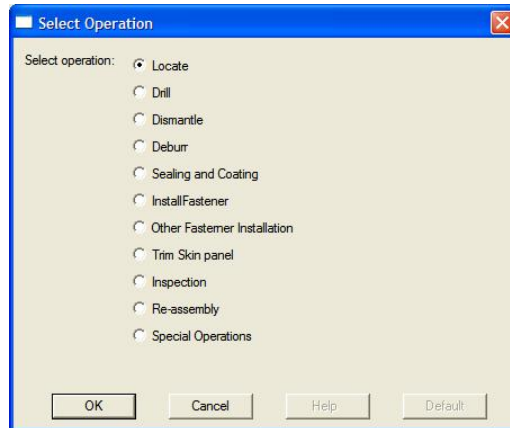 Select Operation
Select operation:
Locate
Drill
Dismantle
Deburr
Sealing and Coating
InstallFastener
Other Fasterner Installation
Trim Skin panel
Inspection
Re-assembly
Special Operations
OK Cancel Help Default